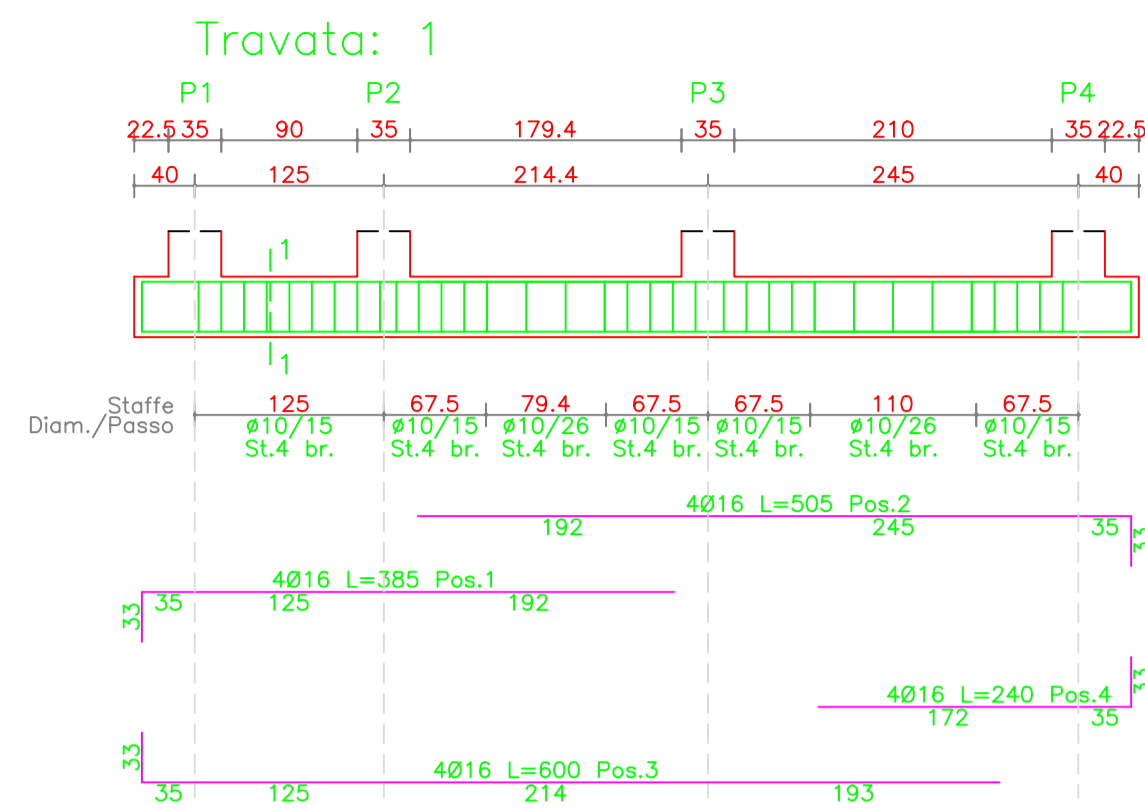 Travata: 1
P1 P2 P3 P4
22.5 35 90 35 179.4 35 210 35 22.5
40 125 214.4 245 40
1
1
Staffe 125 67.5 79.4 67.5 67.5 110 67.5
Diam./Passo ø10/15 ø10/15 ø10/26 ø10/15 ø10/15 ø10/26 ø10/15
St.4 br. St.4 br. St.4 br. St.4 br. St.4 br. St.4 br. St.4 br.
4Ø16 L=505 Pos.2
192 245 35
33
4Ø16 L=385 Pos.1
33 35 125 192
33
4Ø16 L=240 Pos.4
172 35
33
4Ø16 L=600 Pos.3
35 125 214 193